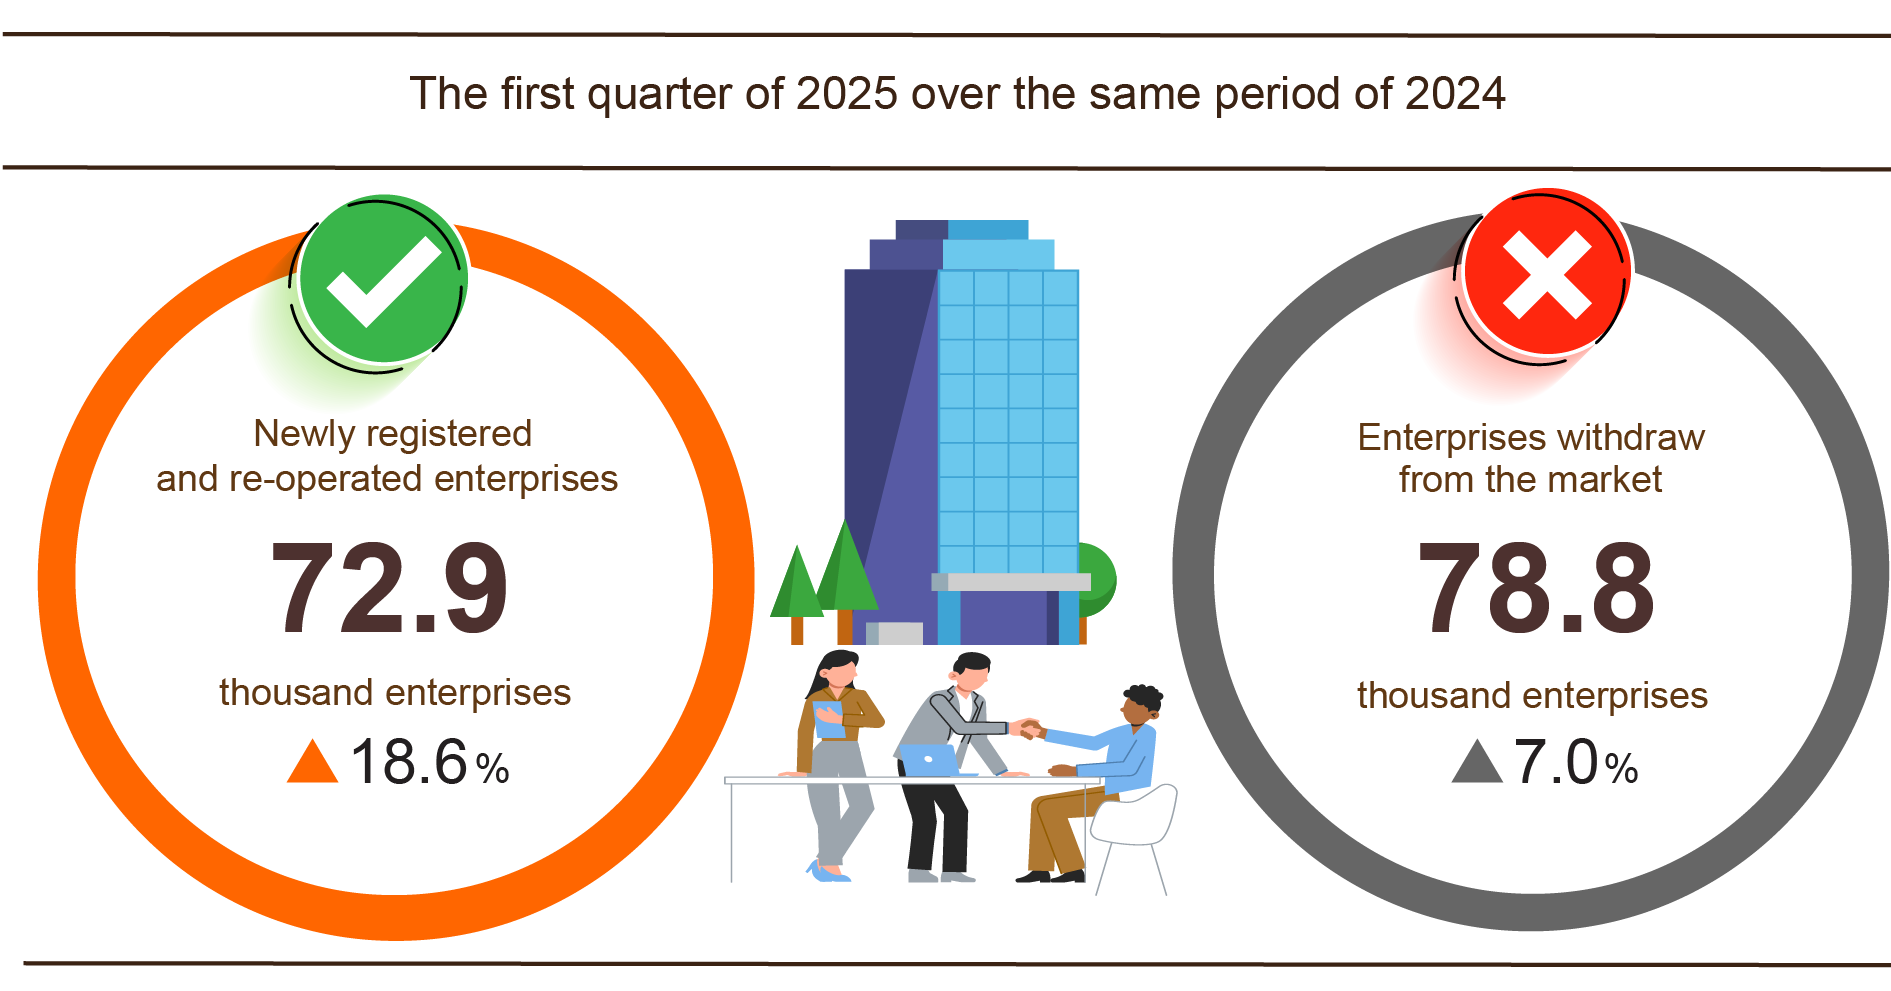 The first quarter of 2025 over the same period of 2024
Newly registered
and re-operated enterprises
72.9
thousand enterprises
18.6 %
Enterprises withdraw
from the market
78.8
thousand enterprises
7.0 %